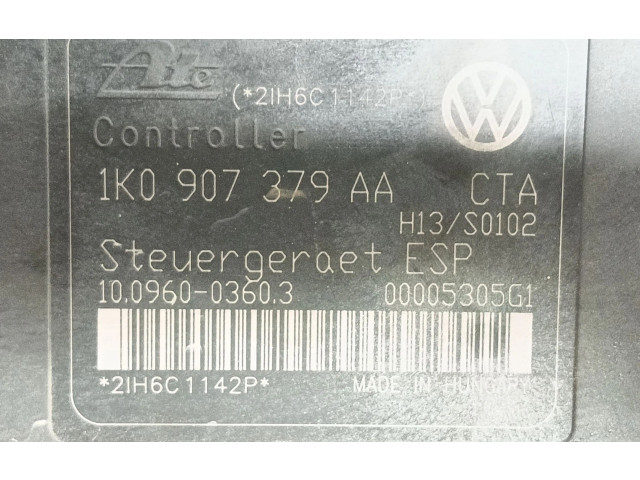 Ate (*2IH6C1142P
Controller
1K0 907 379 AA CTA
H13/S0102
Steuergeraet ESP
10.0960-0360.3 00005305G1
*2IH6C1142P* MADE IN HUNGARY